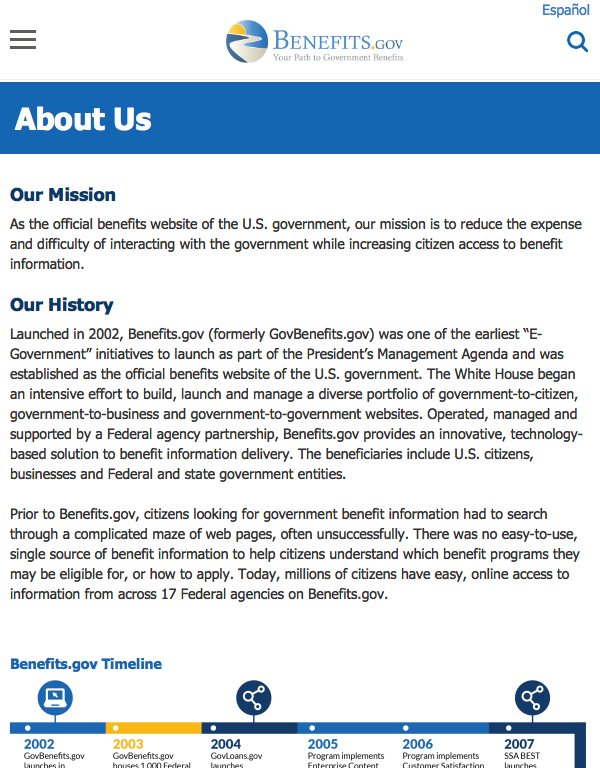 Español
BENEFITS.GOV
Your Path to Government Benefits
About Us
Our Mission
As the official benefits website of the U.S. government, our mission is to reduce the expense
and difficulty of interacting with the government while increasing citizen access to benefit
information.
Our History
Launched in 2002, Benefits.gov (formerly GovBenefits.gov) was one of the earliest “E-
Government” initiatives to launch as part of the President’s Management Agenda and was
established as the official benefits website of the U.S. government. The White House began
an intensive effort to build, launch and manage a diverse portfolio of government-to-citizen,
government-to-business and government-to-government websites. Operated, managed and
supported by a Federal agency partnership, Benefits.gov provides an innovative, technology-
based solution to benefit information delivery. The beneficiaries include U.S. citizens,
businesses and Federal and state government entities.
Prior to Benefits.gov, citizens looking for government benefit information had to search
through a complicated maze of web pages, often unsuccessfully. There was no easy-to-use,
single source of benefit information to help citizens understand which benefit programs they
may be eligible for, or how to apply. Today, millions of citizens have easy, online access to
information from across 17 Federal agencies on Benefits.gov.
Benefits.gov Timeline
2002 2003 2004 2005 2006 2007
GovBenefits.gov GovBenefits.gov GovLoans.gov Program implements Program implements SSA BEST
launches in houses 1,000 Federal launches Enterprise Content Customer Satisfaction launches